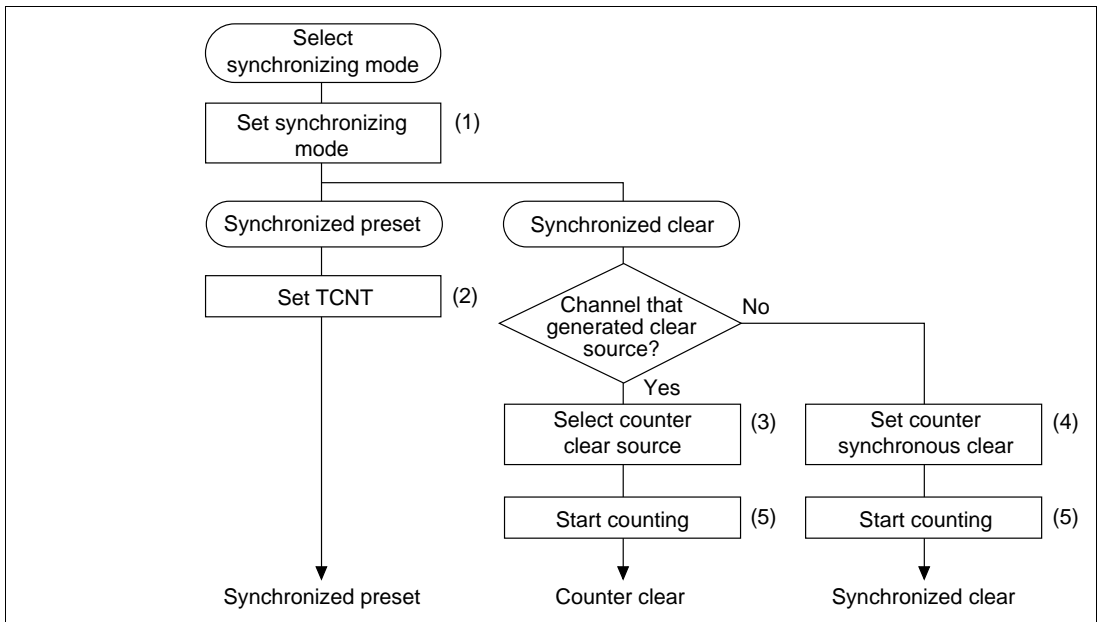 Select
synchronizing mode
Set synchronizing
mode
(1)
Synchronized preset
Synchronized clear
Set TCNT
(2)
Channel that
generated clear
source?
No
Yes
Select counter
clear source
(3)
Set counter
synchronous clear
(4)
Start counting
(5)
Start counting
(5)
Synchronized preset
Counter clear
Synchronized clear